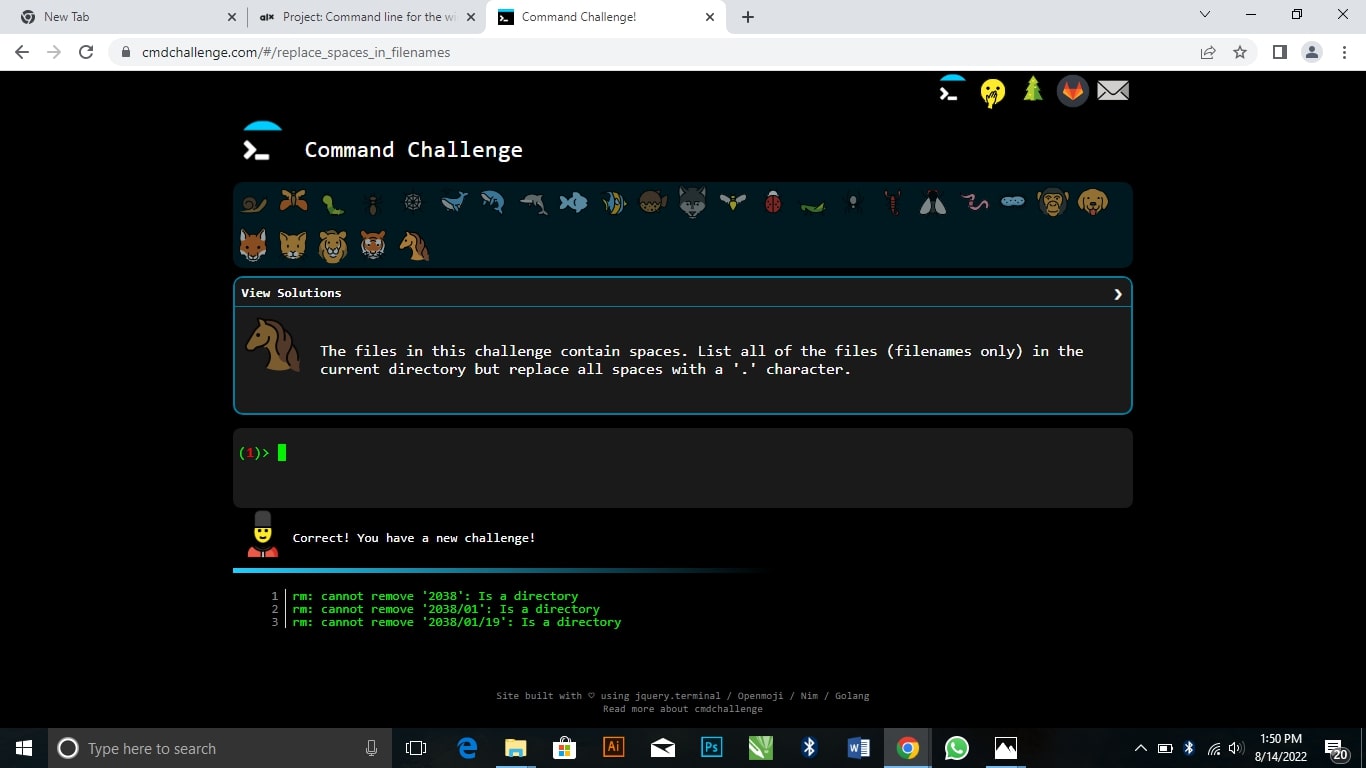 New Tab
alx Project: Command line for the wi
Command Challenge!
cmdchallenge.com/#/replace_spaces_in_filenames
Command Challenge
View Solutions
The files in this challenge contain spaces. List all of the files (filenames only) in the
current directory but replace all spaces with a '.' character.
(1)>
Correct! You have a new challenge!
1 rm: cannot remove '2038': Is a directory
2 rm: cannot remove '2038/01': Is a directory
3 rm: cannot remove '2038/01/19': Is a directory
Site built with ♡ using jquery.terminal / Openmoji / Nim / Golang
Read more about cmdchallenge
Type here to search
Ai
Ps
W
1:50 PM
8/14/2022
20